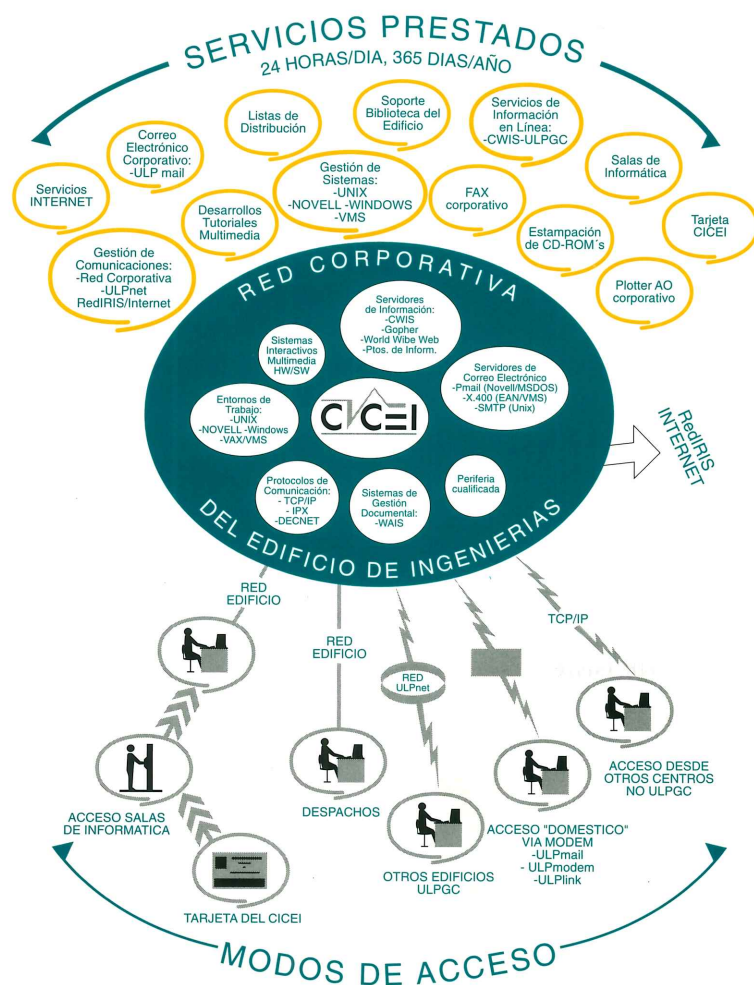 SERVICIOS PRESTADOS
24 HORAS/DIA, 365 DIAS/AÑO
Servicios
INTERNET
Correo
Electrónico
Corporativo:
-ULP mail
Listas de
Distribución
Soporte
Biblioteca del
Edificio
Servicios de
Información
en Línea:
-CWIS-ULPGC
Salas de
Informática
Tarjeta
CICEI
Gestión de
Comunicaciones:
-Red Corporativa
-ULPnet
RedIRIS/Internet
Desarrollos
Tutoriales
Multimedia
Gestión de
Sistemas:
-UNIX
-NOVELL -WINDOWS
-VMS
FAX
corporativo
Estampación
de CD-ROM´s
Plotter AO
corporativo
RED CORPORATIVA
Servidores
de Información:
-CWIS
-Gopher
-World Wibe Web
-Ptos. de Inform.
Sistemas
Interactivos
Multimedia
HW/SW
Servidores de
Correo Electrónico
-Pmail (Novell/MSDOS)
-X.400 (EAN/VMS)
-SMTP (Unix)
Entornos de
Trabajo:
-UNIX
-NOVELL -Windows
-VAX/VMS
CICEI
Protocolos de
Comunicación:
- TCP/IP
- IPX
-DECNET
Sistemas de
Gestión
Documental:
-WAIS
Periferia
cualificada
DEL EDIFICIO DE INGENIERIAS
RedIRIS
INTERNET
RED
EDIFICIO
RED
EDIFICIO
RED
ULPnet
TCP/IP
ACCESO SALAS
DE INFORMATICA
TARJETA DEL CICEI
DESPACHOS
OTROS EDIFICIOS
ULPGC
ACCESO "DOMESTICO"
VIA MODEM
-ULPmail
- ULPmodem
-ULPlink
ACCESO DESDE
OTROS CENTROS
NO ULPGC
MODOS DE ACCESO